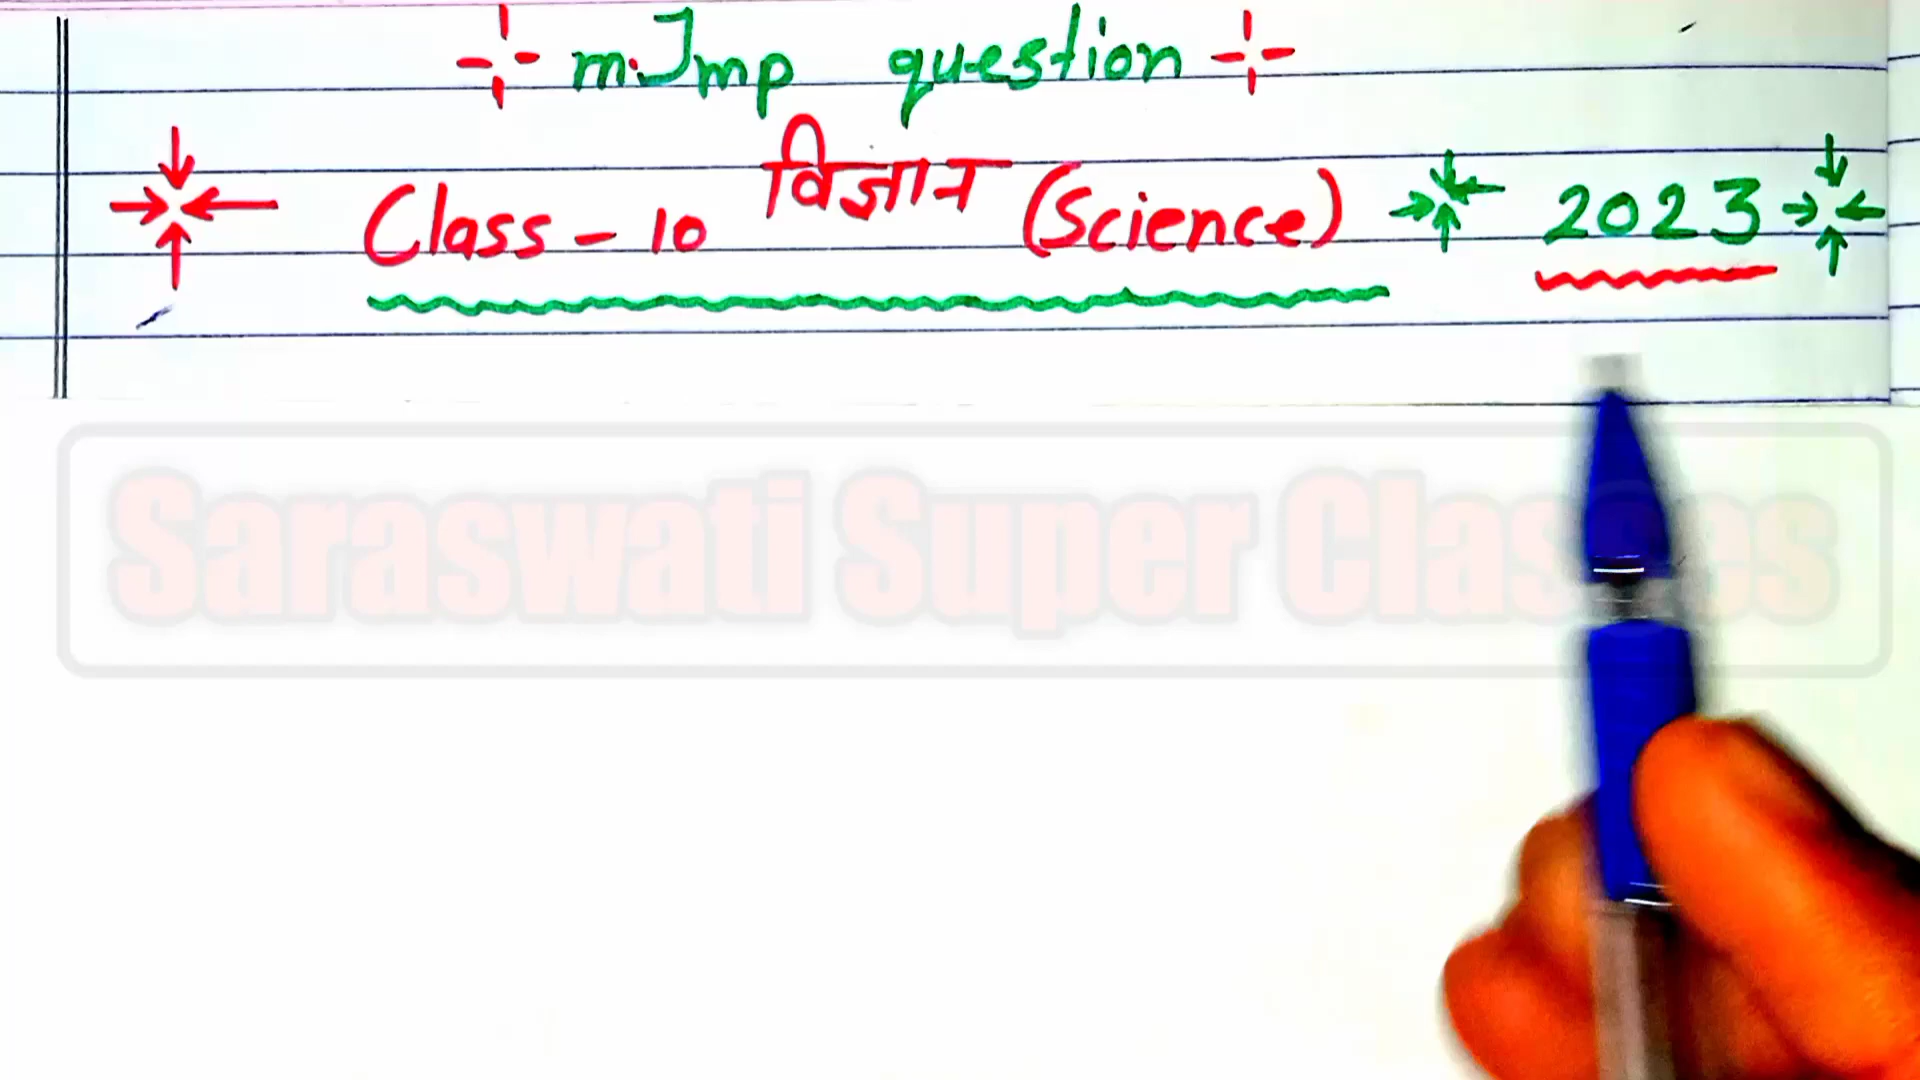 m.Imp question
Class - 10 विज्ञान (Science) 2023
Saraswati Super Classes